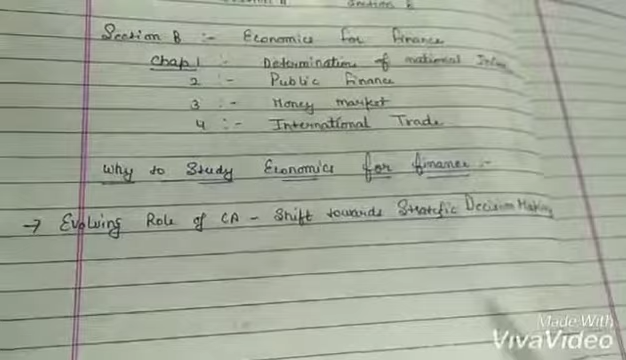 Section B
Section B :- Economics for finance
Chap 1 :- Determination of national
2 :- Public finance
3 :- Money market
4 :- International Trade
Why to Study Economics for finance :-
→ Evolving Role of CA - Shift towards Strategic Decision Making
Made With
VivaVideo